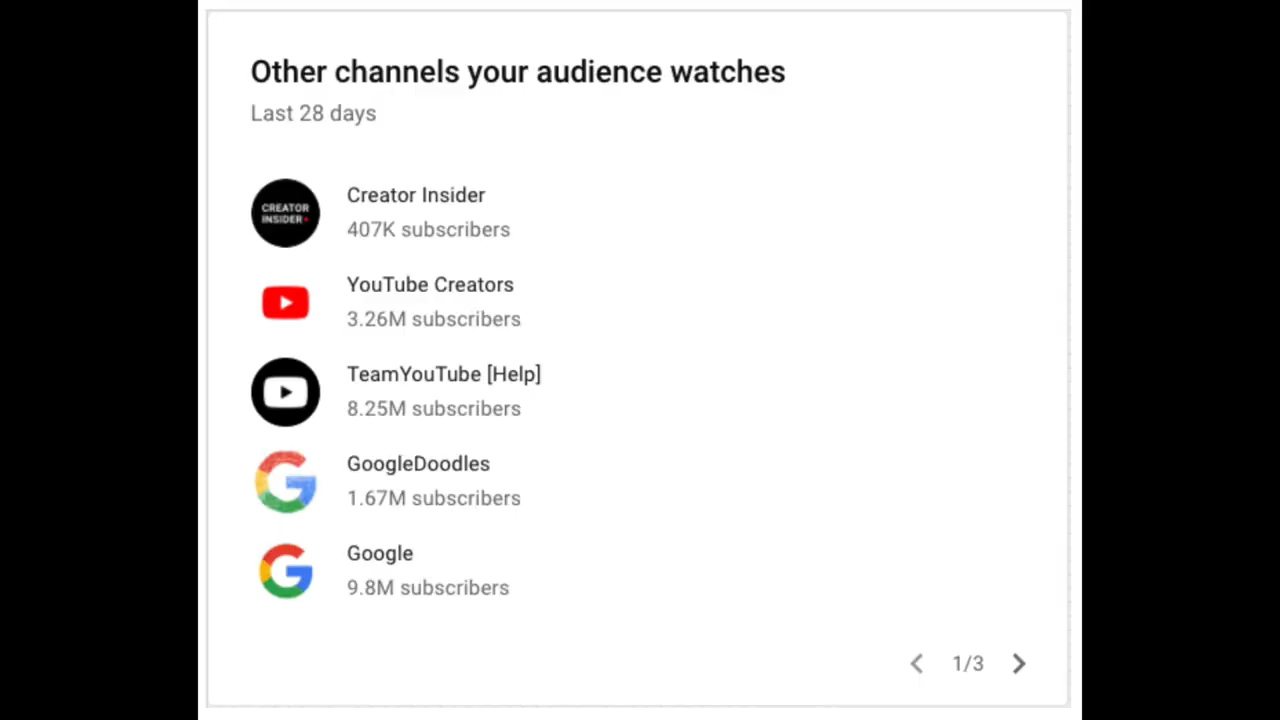 Other channels your audience watches
Last 28 days
CREATOR
INSIDER+
Creator Insider
407K subscribers
YouTube Creators
3.26M subscribers
TeamYouTube [Help]
8.25M subscribers
GoogleDoodles
1.67M subscribers
Google
9.8M subscribers
1/3